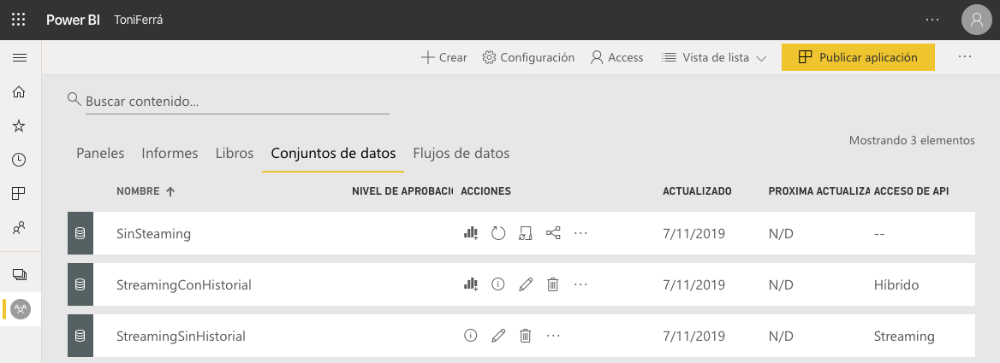 Power BI ToniFerrá
Crear Configuración Access Vista de lista Publicar aplicación
Buscar contenido...
Mostrando 3 elementos
Paneles Informes Libros Conjuntos de datos Flujos de datos
NOMBRE NIVEL DE APROBACIÓ ACCIONES ACTUALIZADO PROXIMA ACTUALIZA ACCESO DE API
SinSteaming 7/11/2019 N/D --
StreamingConHistorial 7/11/2019 N/D Híbrido
StreamingSinHistorial 7/11/2019 N/D Streaming